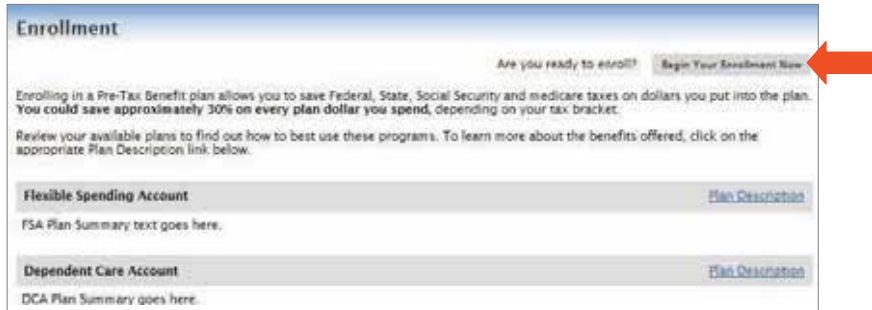 Enrollment
Are you ready to enroll? Begin Your Enrollment Now
Enrolling in a Pre-Tax Benefit plan allows you to save Federal, State, Social Security and medicare taxes on dollars you put into the plan.
You could save approximately 30% on every plan dollar you spend, depending on your tax bracket.
Review your available plans to find out how to best use these programs. To learn more about the benefits offered, click on the
appropriate Plan Description link below.
Flexible Spending Account Plan Description
FSA Plan Summary text goes here.
Dependent Care Account Plan Description
DCA Plan Summary goes here.